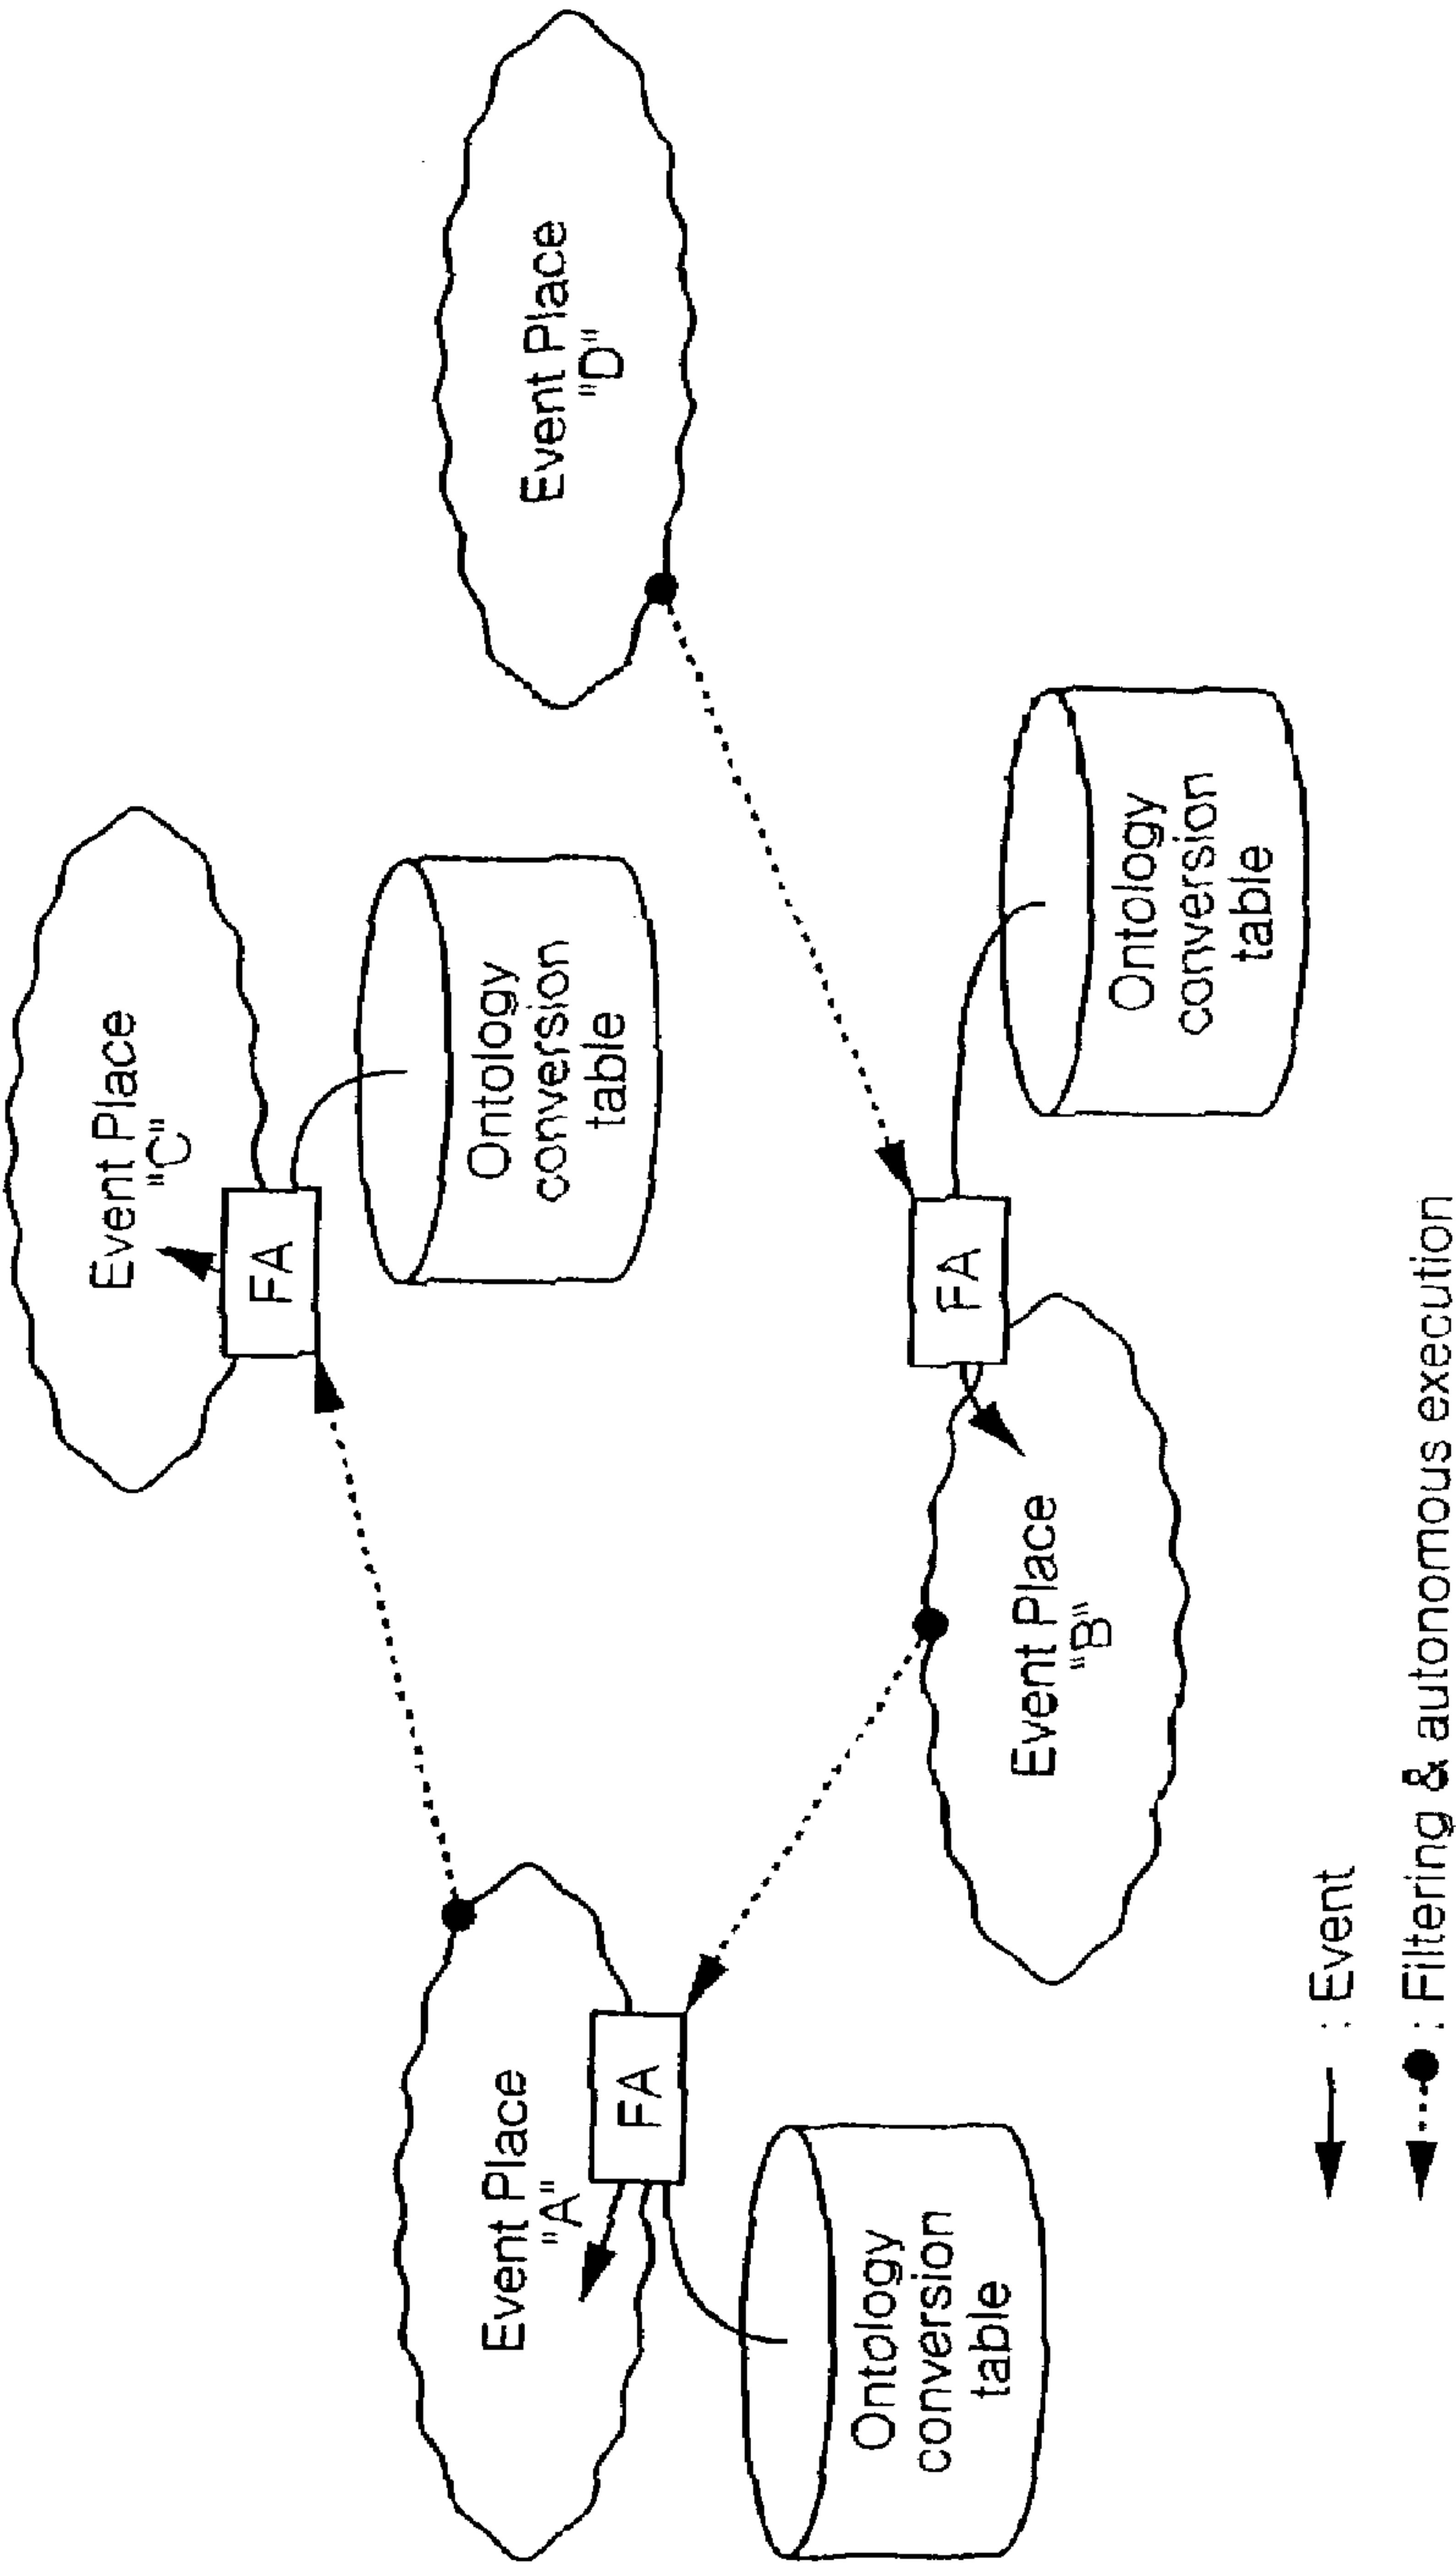 Event Place
"C"
FA
Ontology
conversion
table
Event Place
"A"
FA
Ontology
conversion
table
Event Place
"D"
Event Place
"B"
FA
Ontology
conversion
table
: Event
: Filtering & autonomous execution